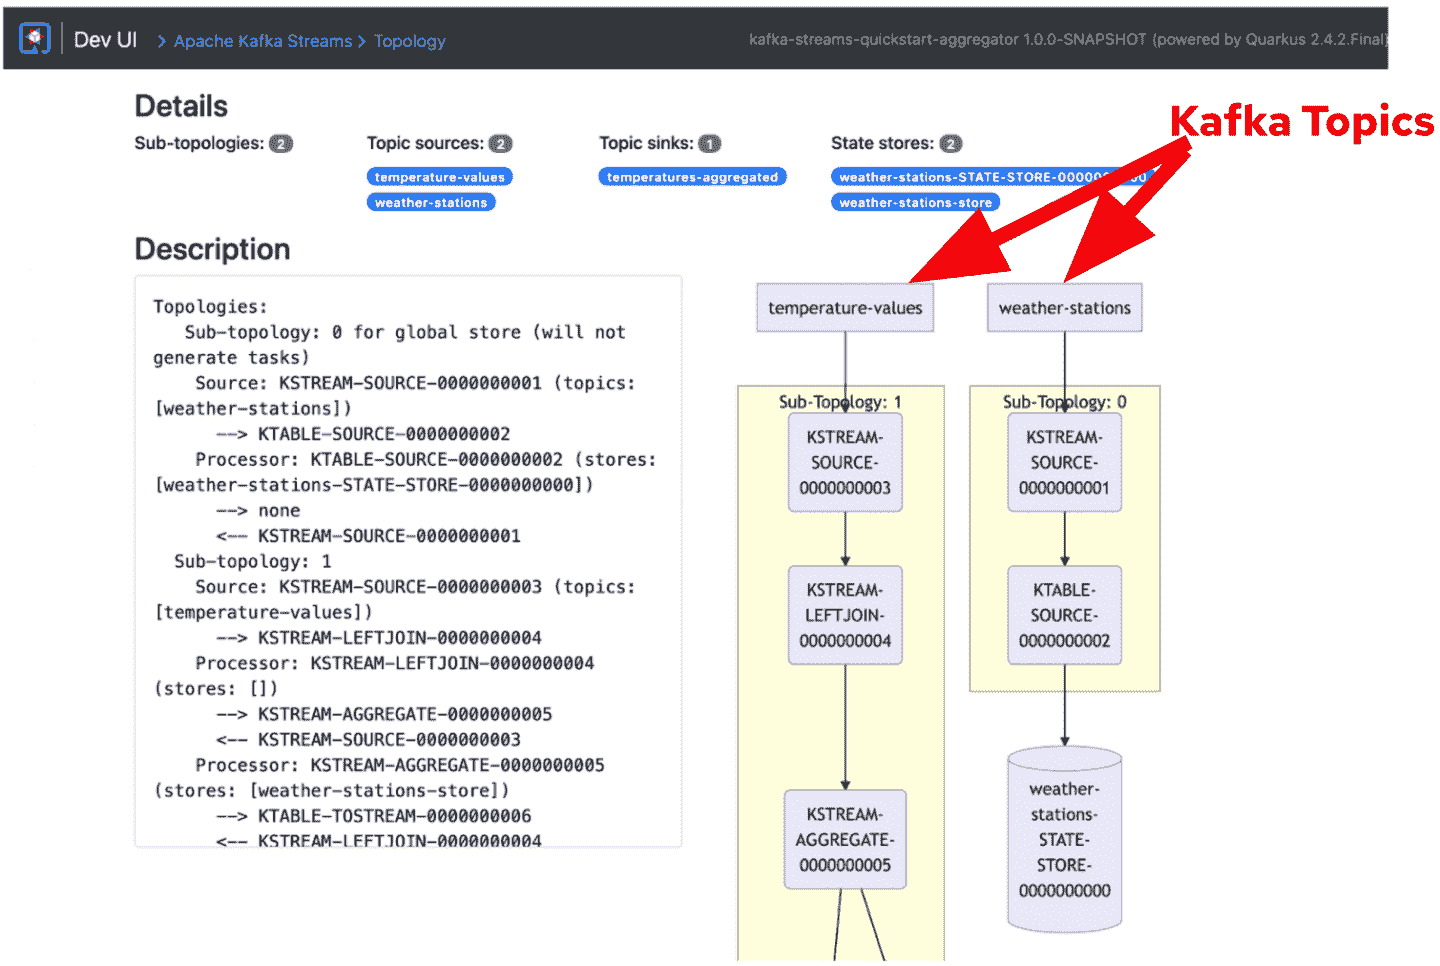 Dev UI > Apache Kafka Streams > Topology kafka-streams-quickstart-aggregator 1.0.0-SNAPSHOT (powered by Quarkus 2.4.2.Final)
Kafka Topics
Details
Sub-topologies: 2 Topic sources: 2 Topic sinks: 1 State stores: 2
temperature-values temperatures-aggregated
weather-stations weather-stations-store
Description
Topologies:
Sub-topology: 0 for global store (will not
generate tasks)
Source: KSTREAM-SOURCE-0000000001 (topics:
[weather-stations])
--> KTABLE-SOURCE-0000000002
Processor: KTABLE-SOURCE-0000000002 (stores:
[weather-stations-STATE-STORE-0000000000])
--> none
<-- KSTREAM-SOURCE-0000000001
Sub-topology: 1
Source: KSTREAM-SOURCE-0000000003 (topics:
[temperature-values])
--> KSTREAM-LEFTJOIN-0000000004
Processor: KSTREAM-LEFTJOIN-0000000004
(stores: [])
--> KSTREAM-AGGREGATE-0000000005
<-- KSTREAM-SOURCE-0000000003
Processor: KSTREAM-AGGREGATE-0000000005
(stores: [weather-stations-store])
--> KTABLE-TOSTREAM-0000000006
<-- KSTREAM-LEFTJOIN-0000000004
temperature-values
Sub-Topology: 1
KSTREAM-
SOURCE-
0000000003
KSTREAM-
LEFTJOIN-
0000000004
KSTREAM-
AGGREGATE-
0000000005
weather-stations
Sub-Topology: 0
KSTREAM-
SOURCE-
0000000001
KTABLE-
SOURCE-
0000000002
weather-
stations-
STATE-
STORE-
0000000000